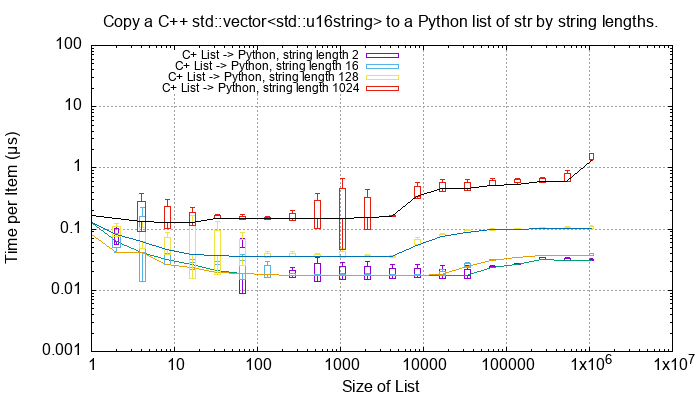 Copy a C++ std::vector<std::u16string> to a Python list of str by string lengths.
100
10
1
0.1
0.01
0.001
Time per Item (µs)
C+ List -> Python, string length 2
C+ List -> Python, string length 16
C+ List -> Python, string length 128
C+ List -> Python, string length 1024
1 10 100 1000 10000 100000 1x10⁶ 1x10⁷
Size of List